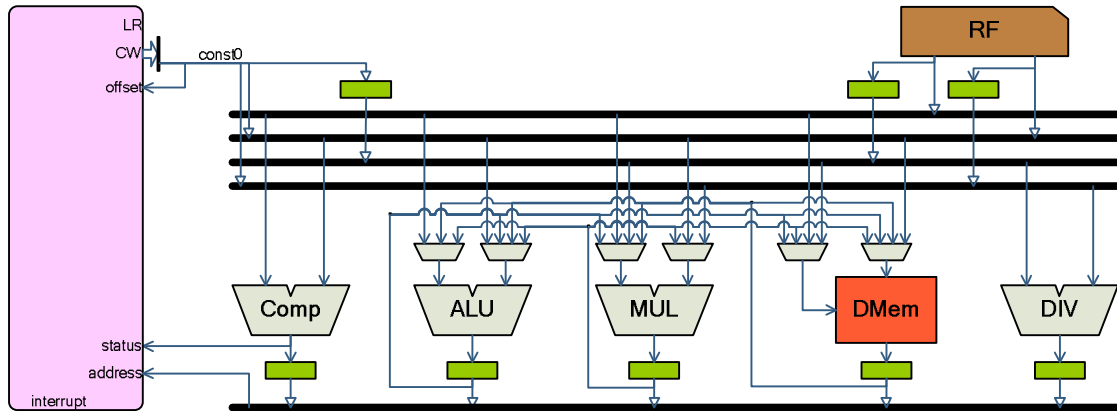 LR
CW
const0
offset
RF
Comp
ALU
MUL
DMem
DIV
status
address
interrupt